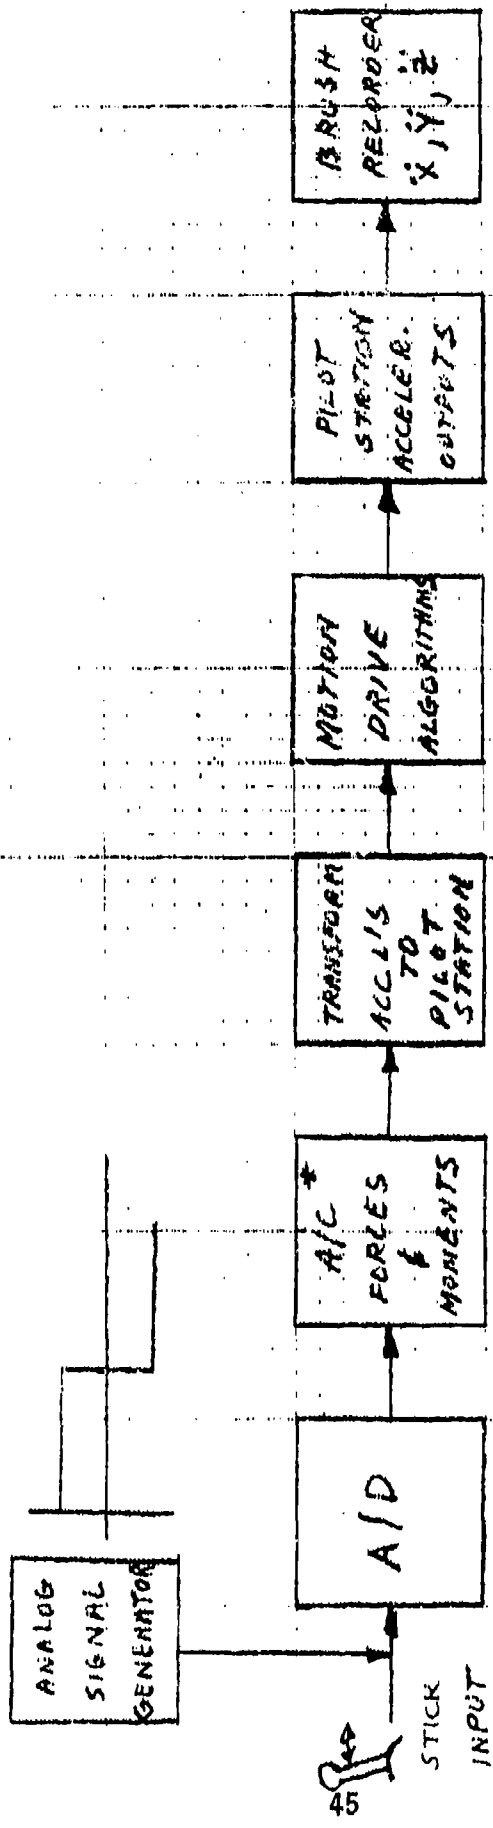 ANALOG
SIGNAL
GENERATOR
STICK
INPUT
A/D
A/C *
FORCES
&
MOMENTS
TRANSFORM
ACCL'S
TO
PILOT
STATION
MOTION
DRIVE
ALGORITHMS
PILOT
STATION
ACCELER.
OUTPUTS
BRUSH
RECORDER
Ẍ, Ÿ, Z̈
45